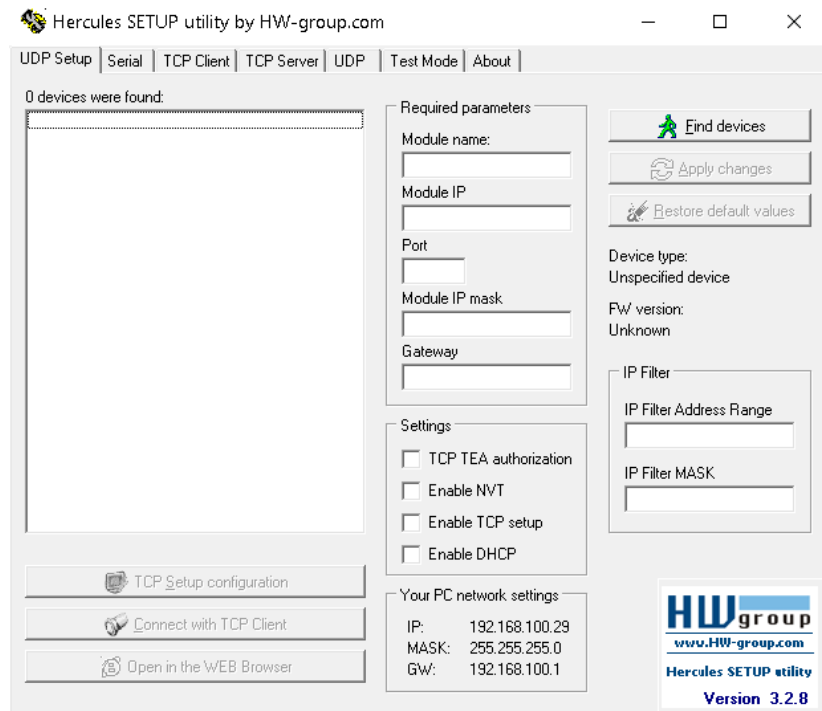 Hercules SETUP utility by HW-group.com
UDP Setup Serial TCP Client TCP Server UDP Test Mode About
0 devices were found:
TCP Setup configuration
Connect with TCP Client
Open in the WEB Browser
Required parameters
Module name:
Module IP
Port
Module IP mask
Gateway
Settings
TCP TEA authorization
Enable NVT
Enable TCP setup
Enable DHCP
Your PC network settings
IP: 192.168.100.29
MASK: 255.255.255.0
GW: 192.168.100.1
Find devices
Apply changes
Restore default values
Device type:
Unspecified device
FW version:
Unknown
IP Filter
IP Filter Address Range
IP Filter MASK
HWgroup
www.HW-group.com
Hercules SETUP utility
Version 3.2.8